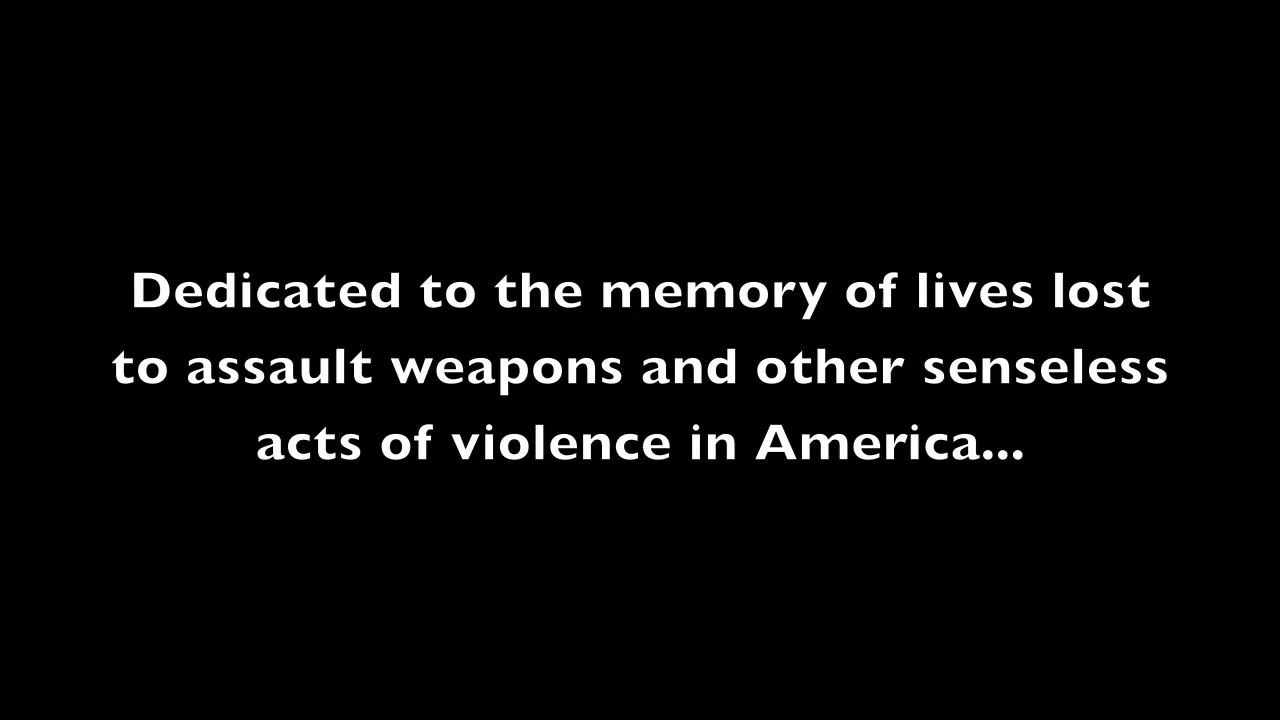 Dedicated to the memory of lives lost
to assault weapons and other senseless
acts of violence in America...